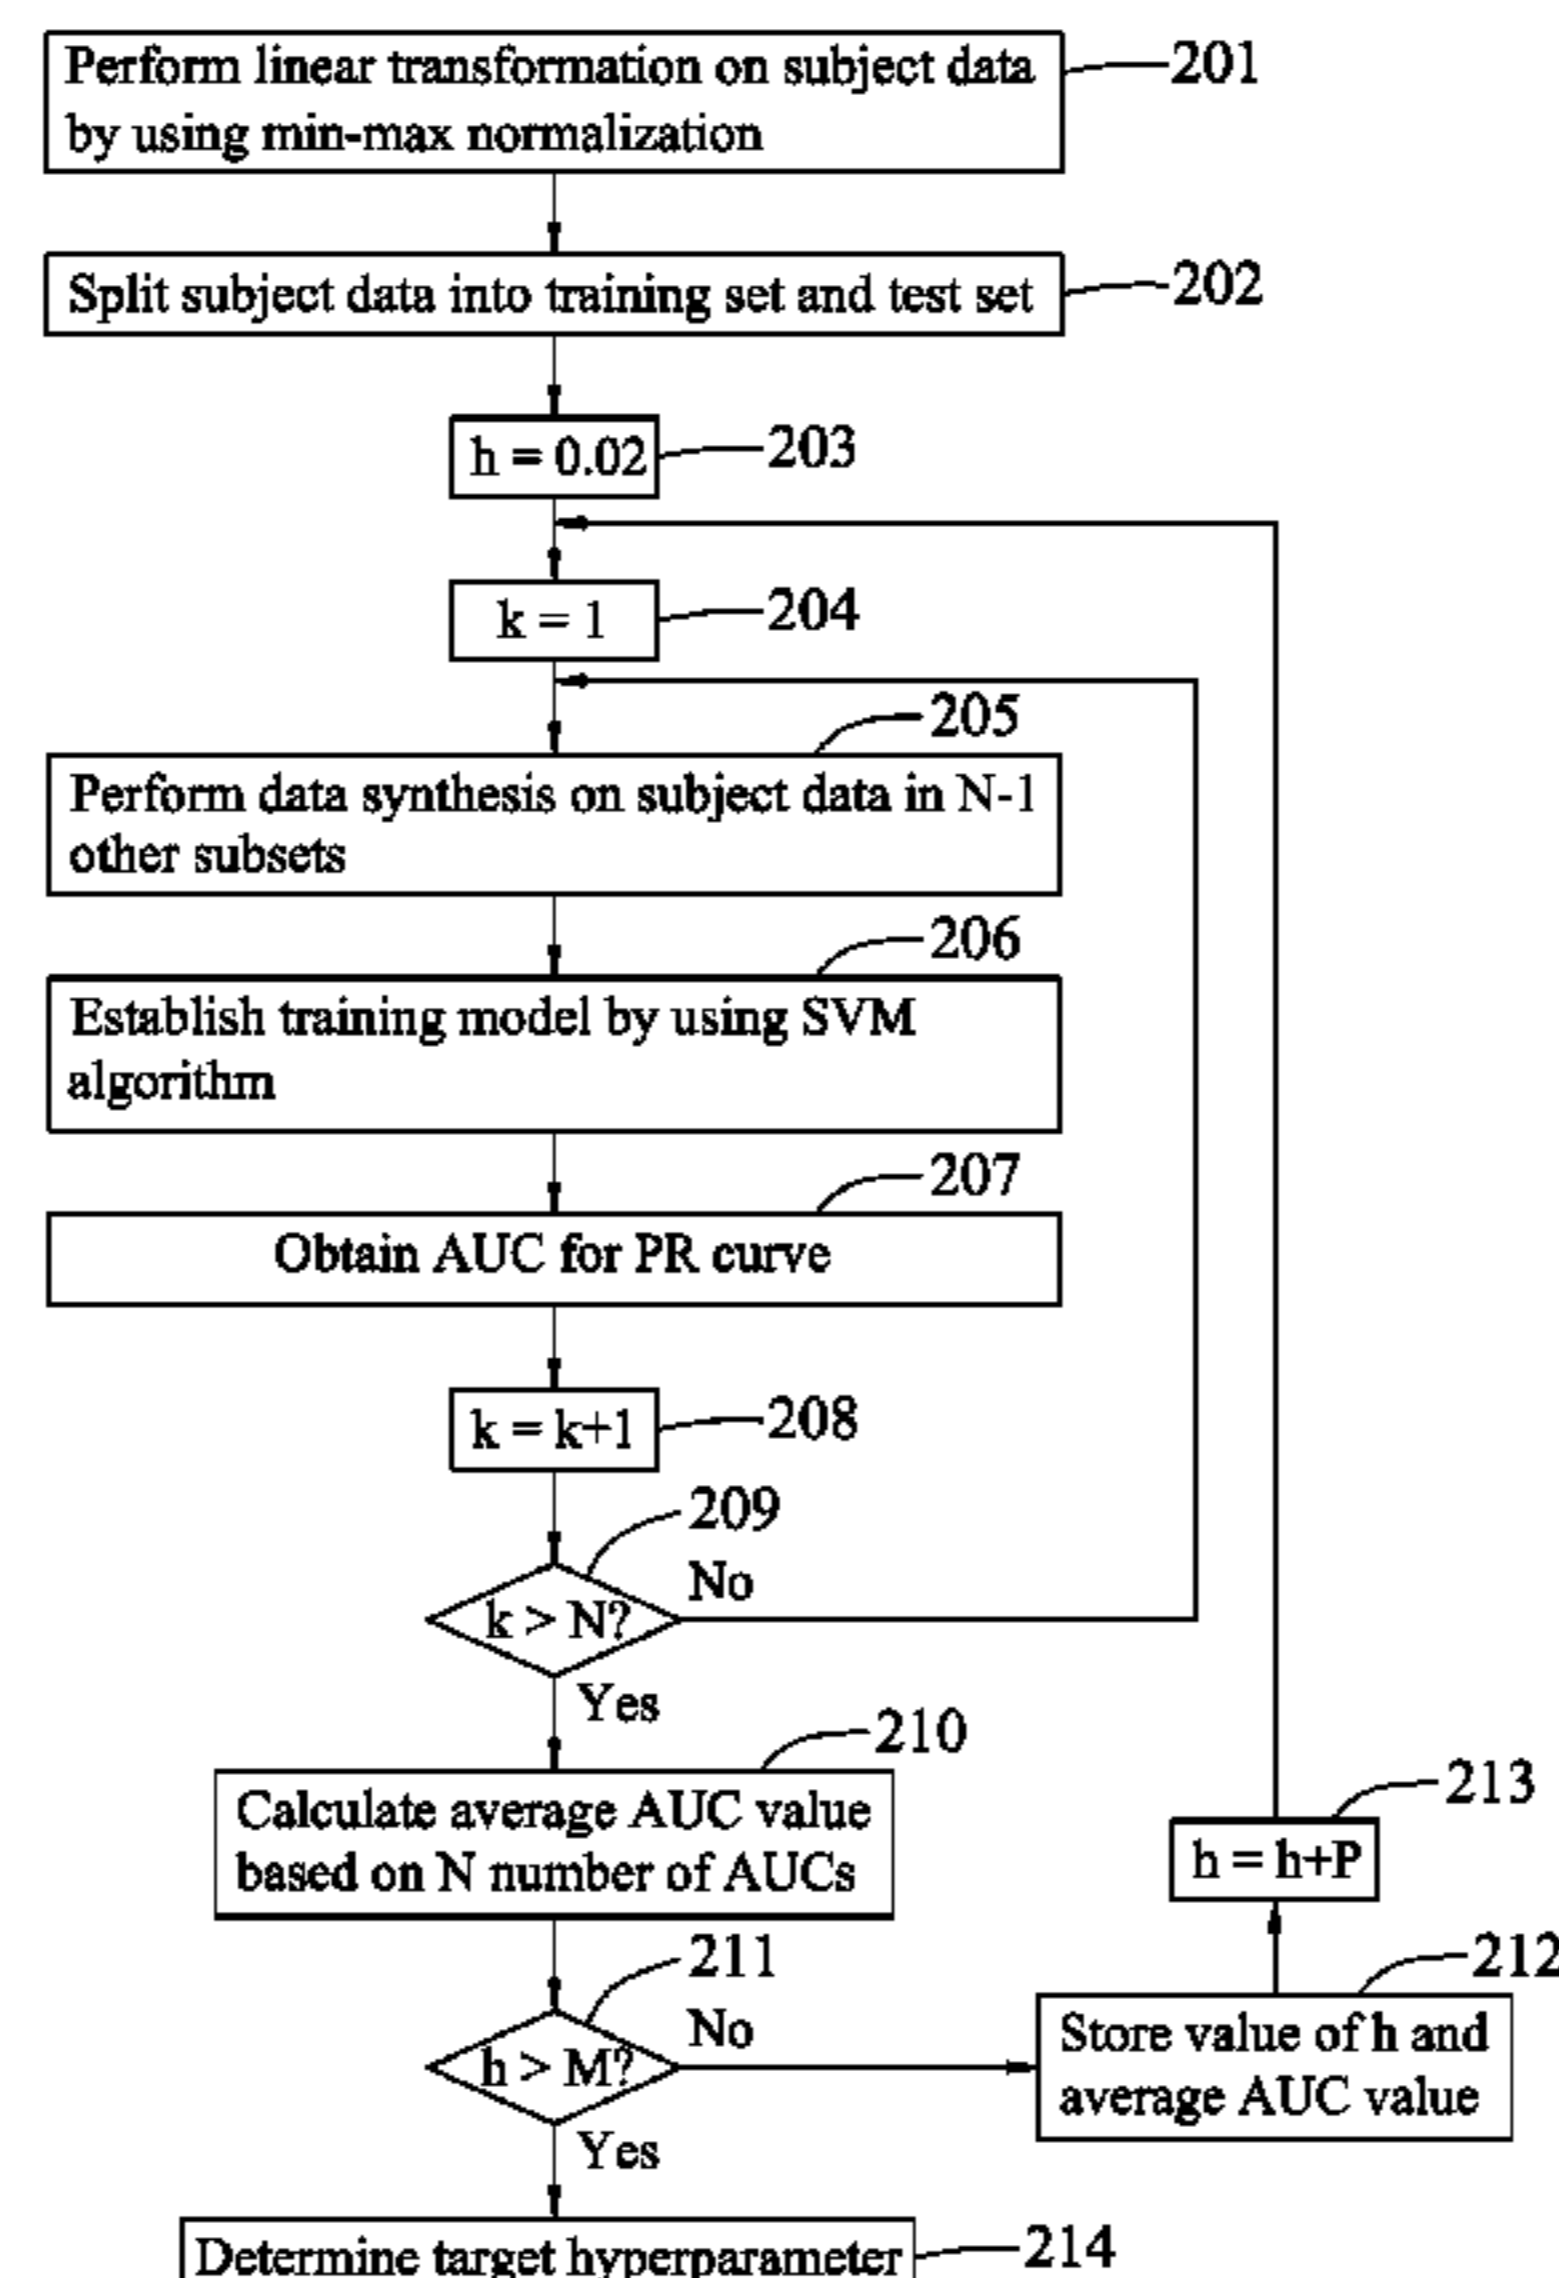 Perform linear transformation on subject data
by using min-max normalization
201
Split subject data into training set and test set
202
h = 0.02
203
k = 1
204
205
Perform data synthesis on subject data in N-1
other subsets
206
Establish training model by using SVM
algorithm
207
Obtain AUC for PR curve
k = k+1
208
209
k > N?
No
Yes
210
Calculate average AUC value
based on N number of AUCs
213
h = h+P
211
h > M?
No
212
Store value of h and
average AUC value
Yes
Determine target hyperparameter
214